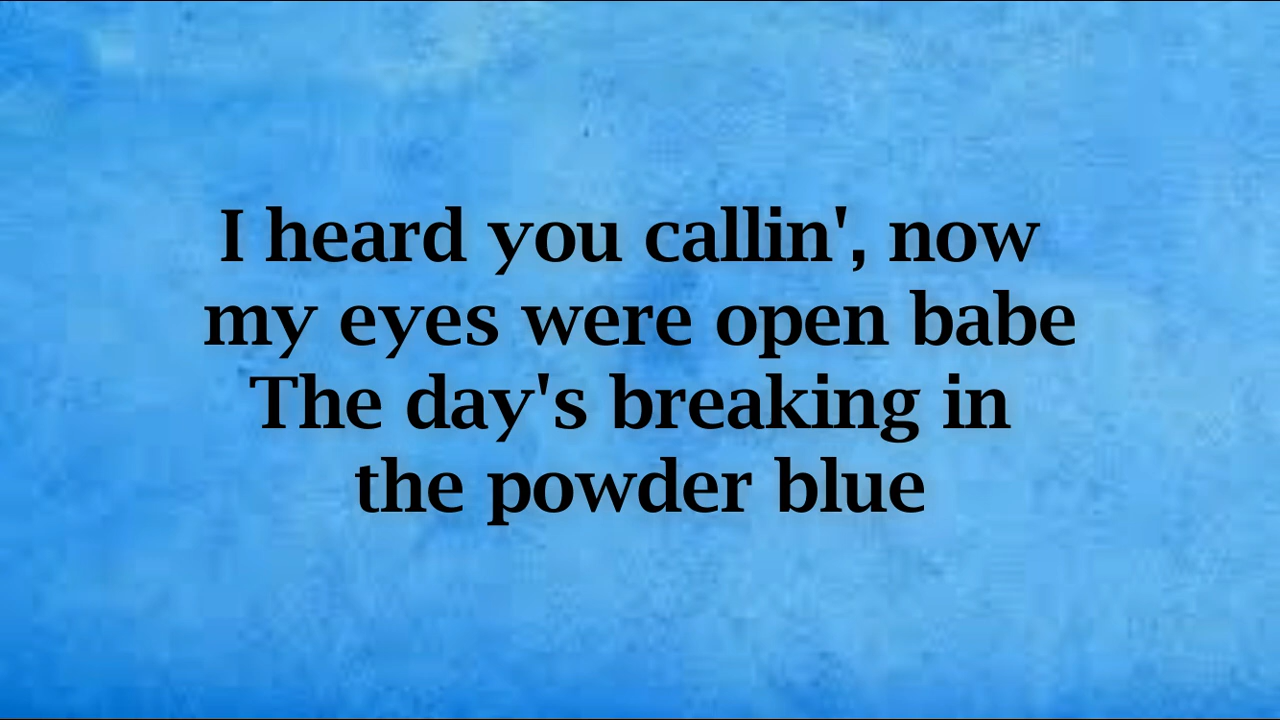 I heard you callin', now
my eyes were open babe
The day's breaking in
the powder blue